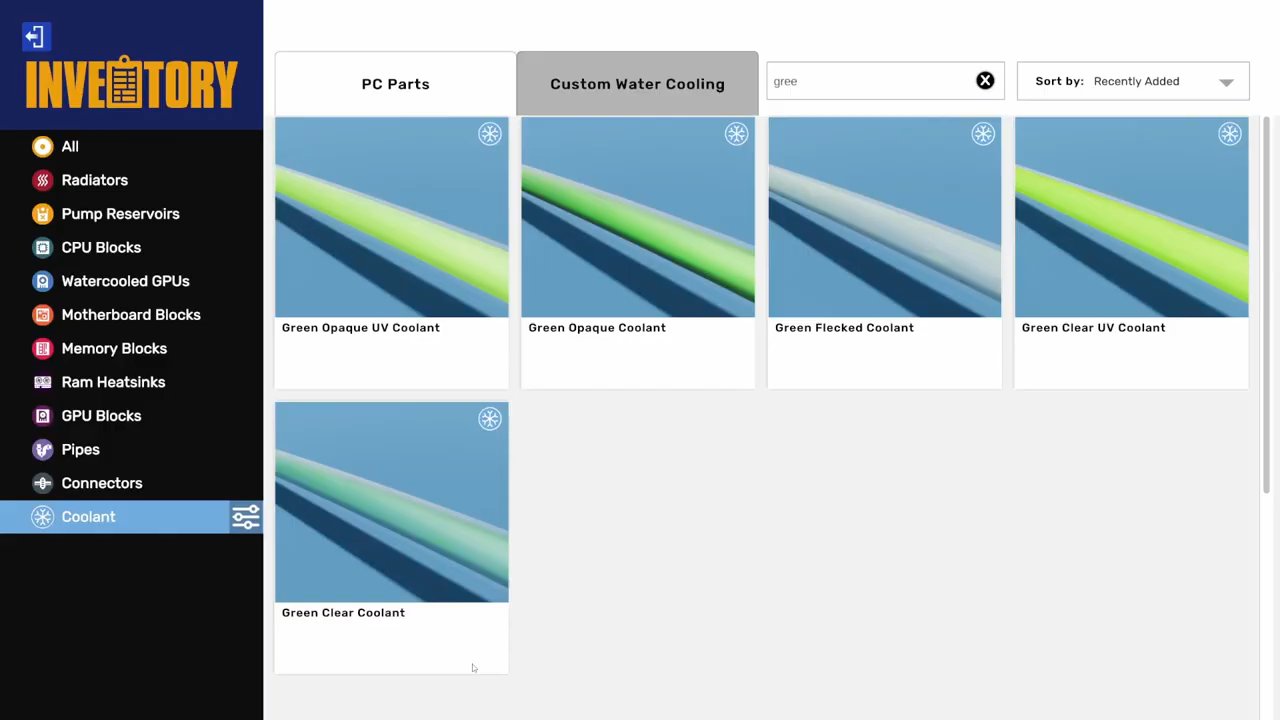 INVENTORY
PC Parts
Custom Water Cooling
gree
Sort by: Recently Added
All
Radiators
Pump Reservoirs
CPU Blocks
Watercooled GPUs
Motherboard Blocks
Memory Blocks
Ram Heatsinks
GPU Blocks
Pipes
Connectors
Coolant
Green Opaque UV Coolant
Green Opaque Coolant
Green Flecked Coolant
Green Clear UV Coolant
Green Clear Coolant